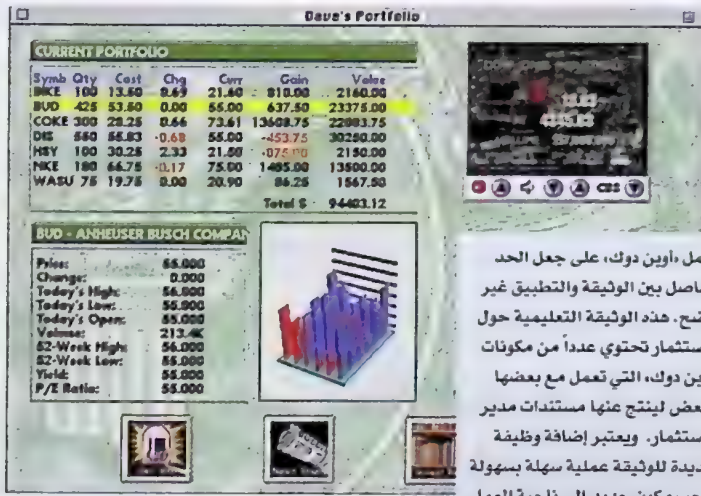 Dave's Portfolio
CURRENT PORTFOLIO
Symb Qty Cost Chg Curr Gain Value
BIKE 100 13.50 0.69 21.60 810.00 2160.00
BUD 425 53.50 0.00 55.00 637.50 23375.00
COKE 300 28.25 0.66 73.61 13608.75 22083.75
DIS 550 55.83 -0.68 55.00 -453.75 30250.00
HSY 100 30.25 2.33 21.50 -875.00 2150.00
NKE 180 66.75 -0.17 75.00 1485.00 13500.00
WASU 75 19.75 0.00 20.90 86.25 1567.50
Total $ 94403.12
BUD - ANHEUSER BUSCH COMPAN
Price: 55.000
Change: 0.000
Today's High: 56.000
Today's Low: 55.500
Today's Open: 55.000
Volume: 213.4K
52-Week High: 56.000
52-Week Low: 55.000
Yield: 55.000
P/E Ratio: 55.000
مل «أوبن دوك» على جعل الحد
اصل بين الوثيقة والتطبيق غير
ضح. هذه الوثيقة التعليمية حول
ستثمار تحتوي عدداً من مكونات
بن دوك، التي تعمل مع بعضها
بعض لينتج عنها مستندات مدير
ستثمار. ويعتبر إضافة وظيفة
ديدة للوثيقة عملية سهلة بسهولة